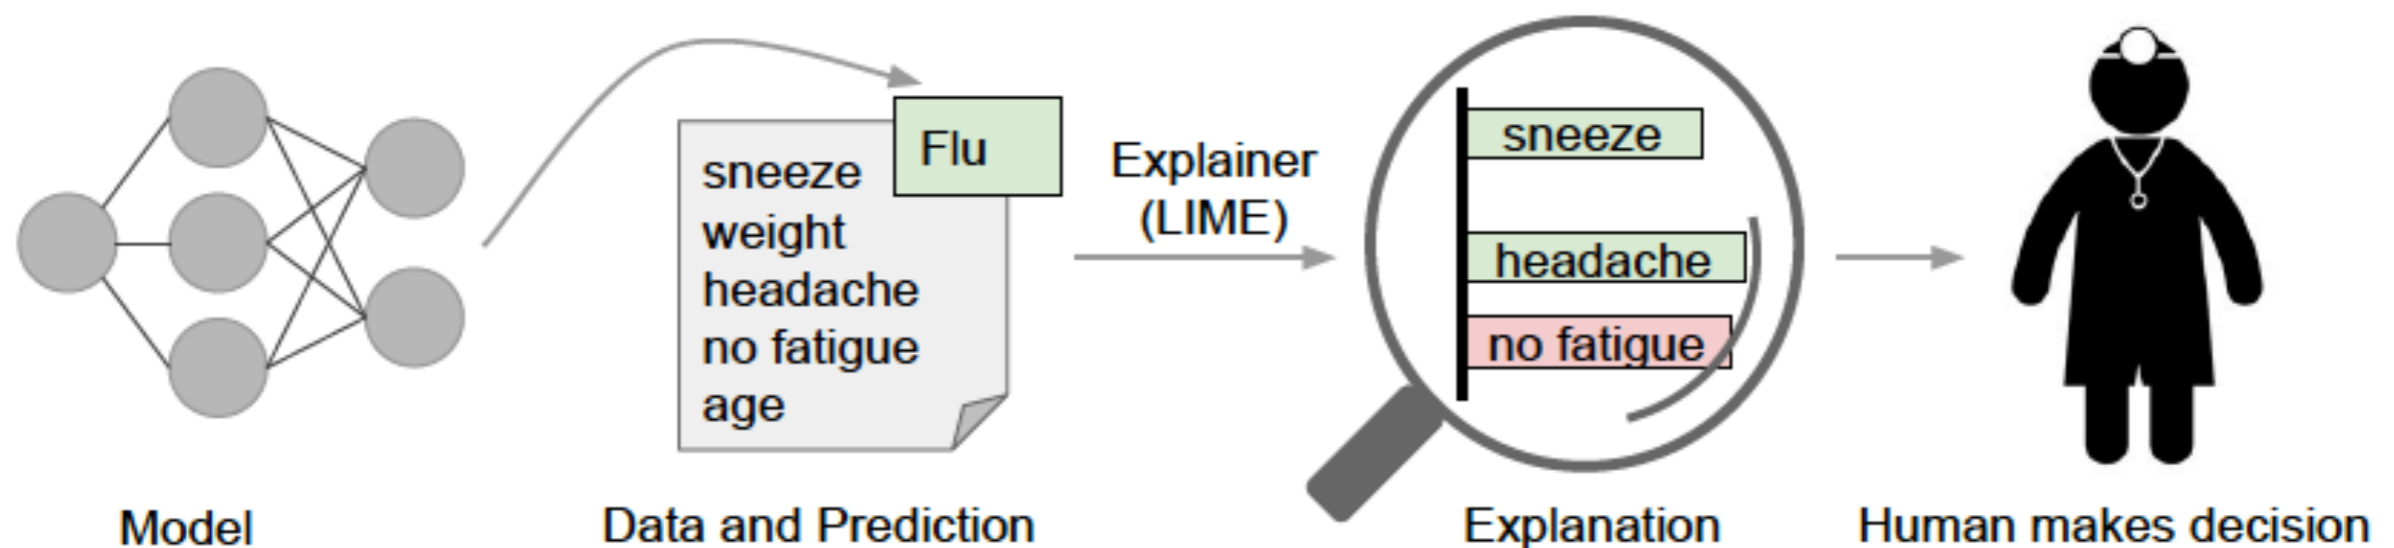 Flu
sneeze
weight
headache
no fatigue
age
Explainer
(LIME)
sneeze
headache
no fatigue
Model
Data and Prediction
Explanation
Human makes decision